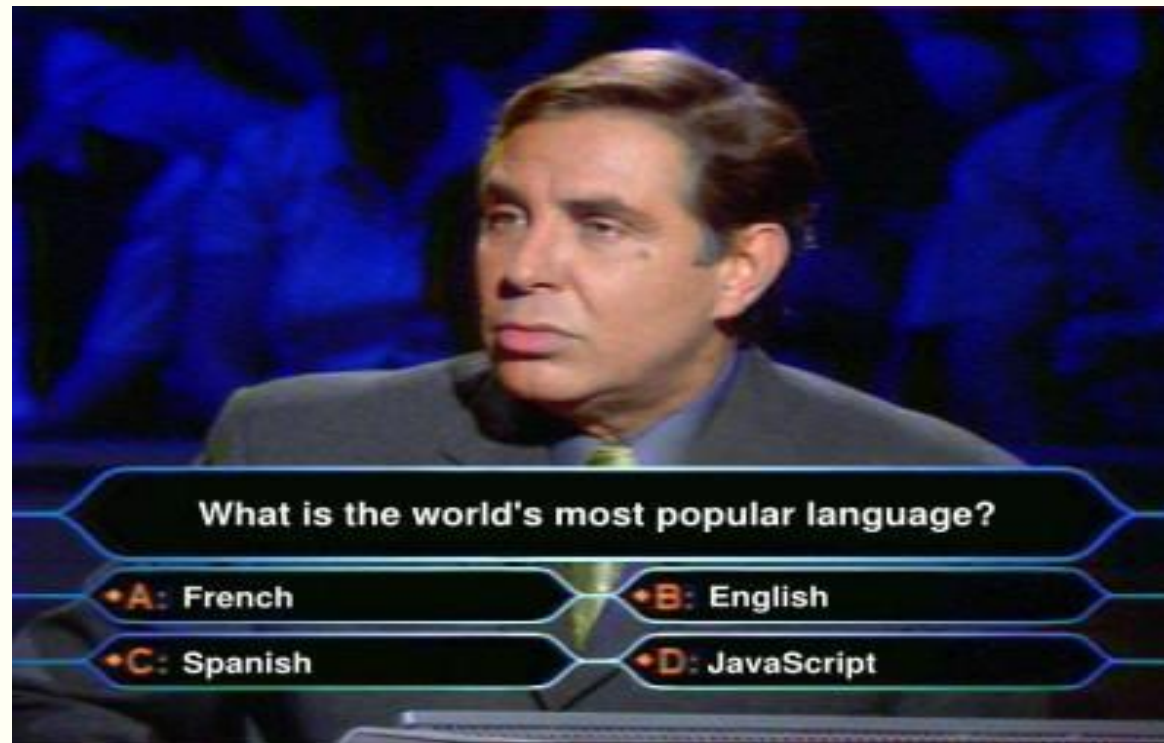 What is the world's most popular language?
A: French
B: English
C: Spanish
D: JavaScript